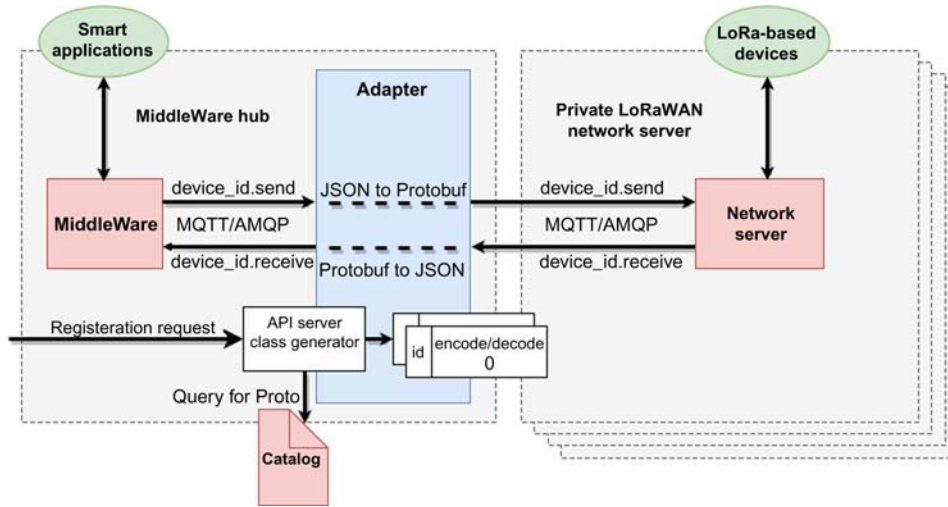 Smart
applications
LoRa-based
devices
Adapter
MiddleWare hub
Private LoRaWAN
network server
device_id.send
JSON to Protobuf
device_id.send
MiddleWare
MQTT/AMQP
MQTT/AMQP
Network
server
device_id.receive
Protobuf to JSON
device_id.receive
Registeration request
API server
class generator
id
encode/decode
0
Query for Proto
Catalog